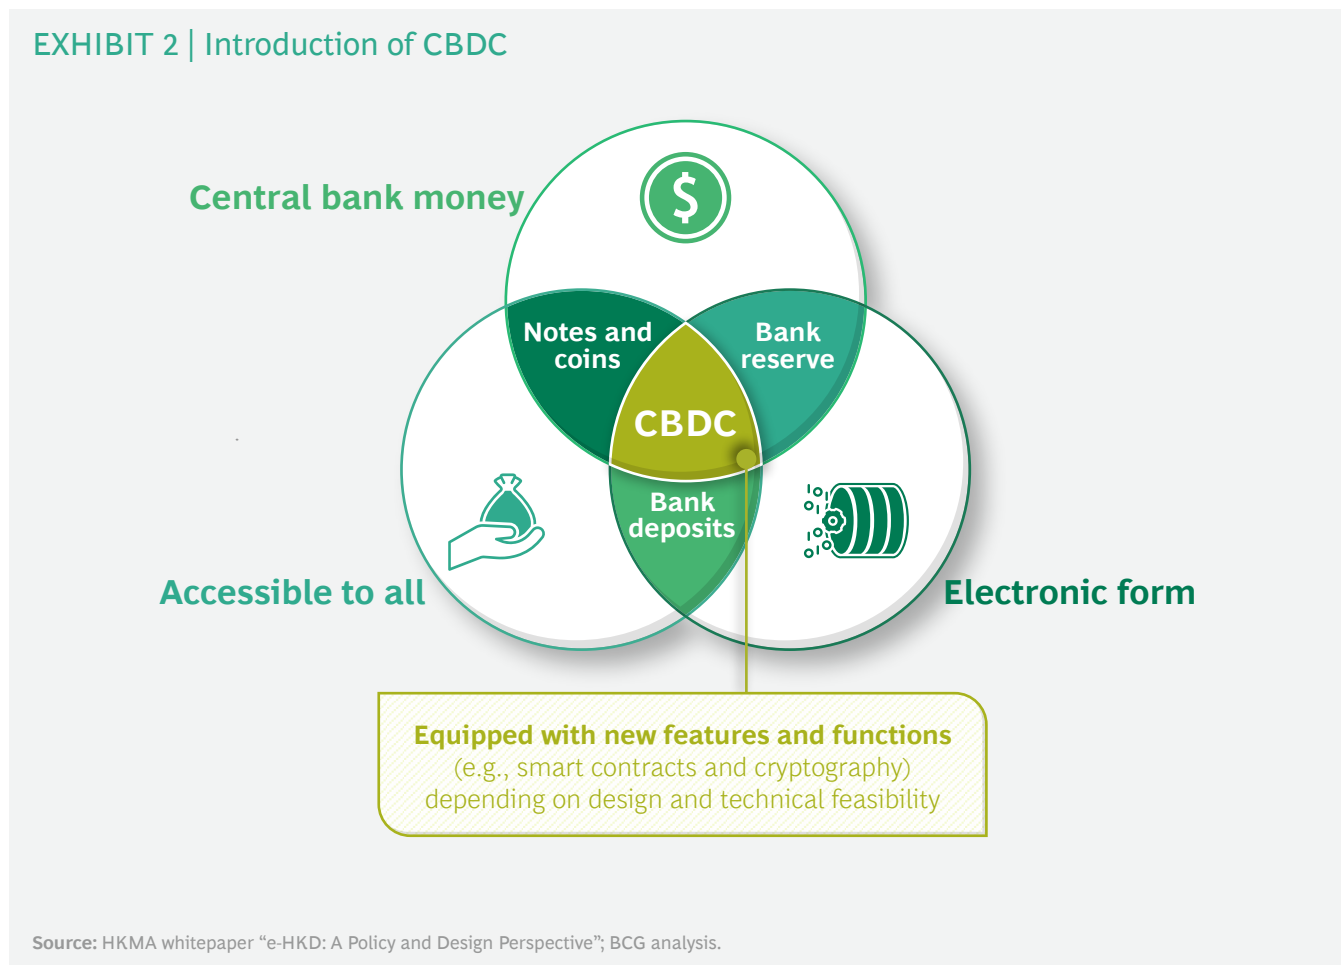 EXHIBIT 2 | Introduction of CBDC
$
Central bank money
Notes and
coins
Bank
reserve
CBDC
Bank
deposits
Accessible to all
Electronic form
Equipped with new features and functions
(e.g., smart contracts and cryptography)
depending on design and technical feasibility
Source: HKMA whitepaper “e-HKD: A Policy and Design Perspective”; BCG analysis.